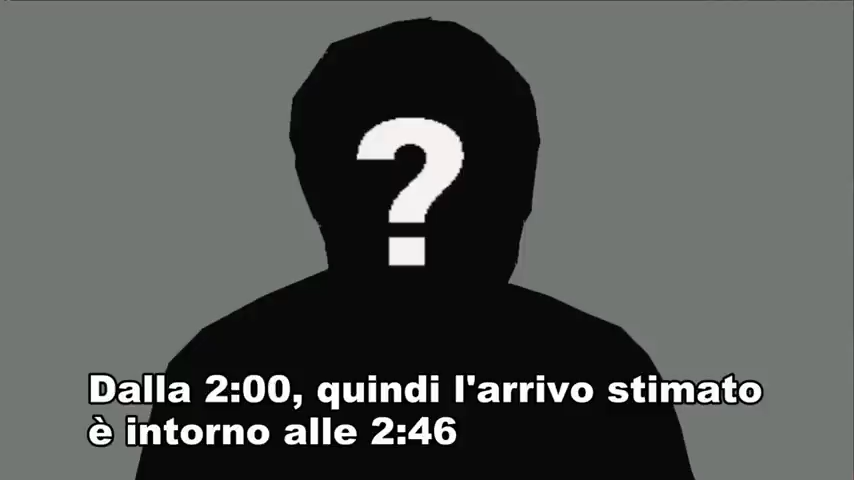 ?
Dalla 2:00, quindi l'arrivo stimato
è intorno alle 2:46